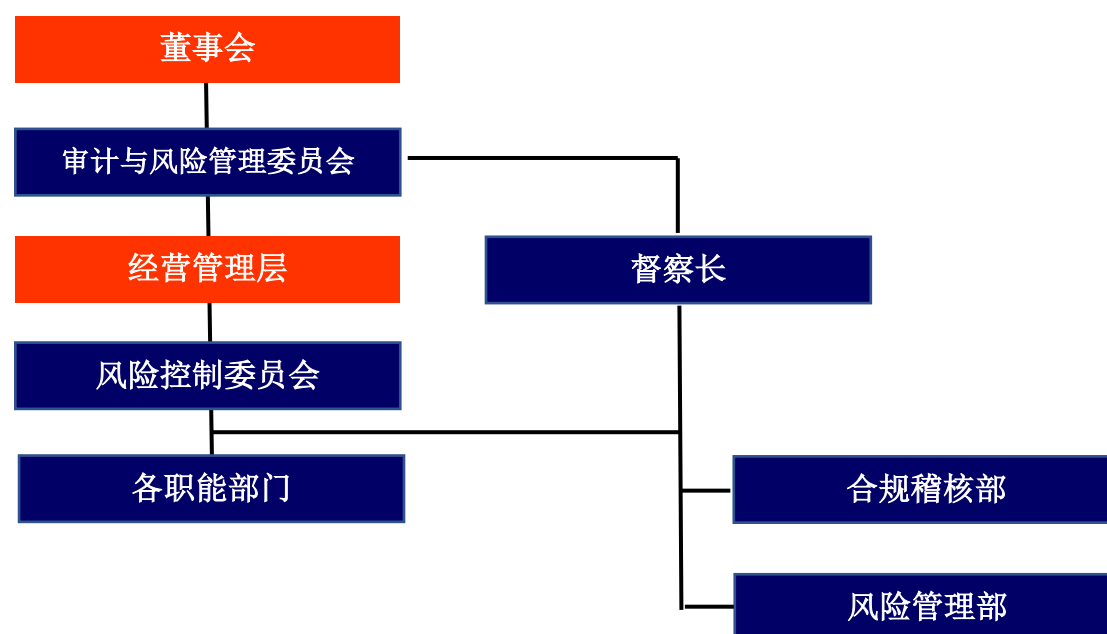 董事会
审计与风险管理委员会
经营管理层
督察长
风险控制委员会
各职能部门
合规稽核部
风险管理部